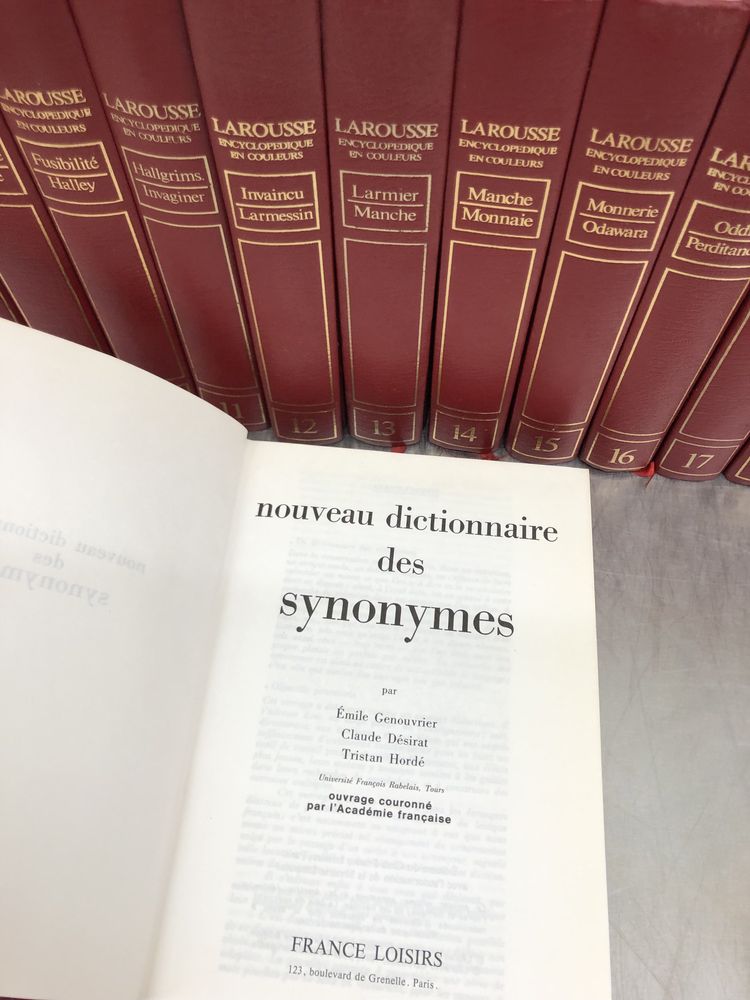 LAROUSSE
ENCYCLOPEDIQUE
EN COULEURS
Fusibilité
Halley
LAROUSSE
ENCYCLOPEDIQUE
EN COULEURS
Hallgrims.
Invaginer
11
LAROUSSE
ENCYCLOPEDIQUE
EN COULEURS
Invaincu
Larmessin
12
LAROUSSE
ENCYCLOPEDIQUE
EN COULEURS
Larmier
Manche
13
LAROUSSE
ENCYCLOPEDIQUE
EN COULEURS
Manche
Monnaie
14
LAROUSSE
ENCYCLOPEDIQUE
EN COULEURS
Monnerie
Odawara
15
16
17
nouveau dictionnaire
des
synonymes
par
Émile Genouvrier
Claude Désirat
Tristan Hordé
Université François Rabelais, Tours
ouvrage couronné
par l'Académie française
FRANCE LOISIRS
123, boulevard de Grenelle. Paris.